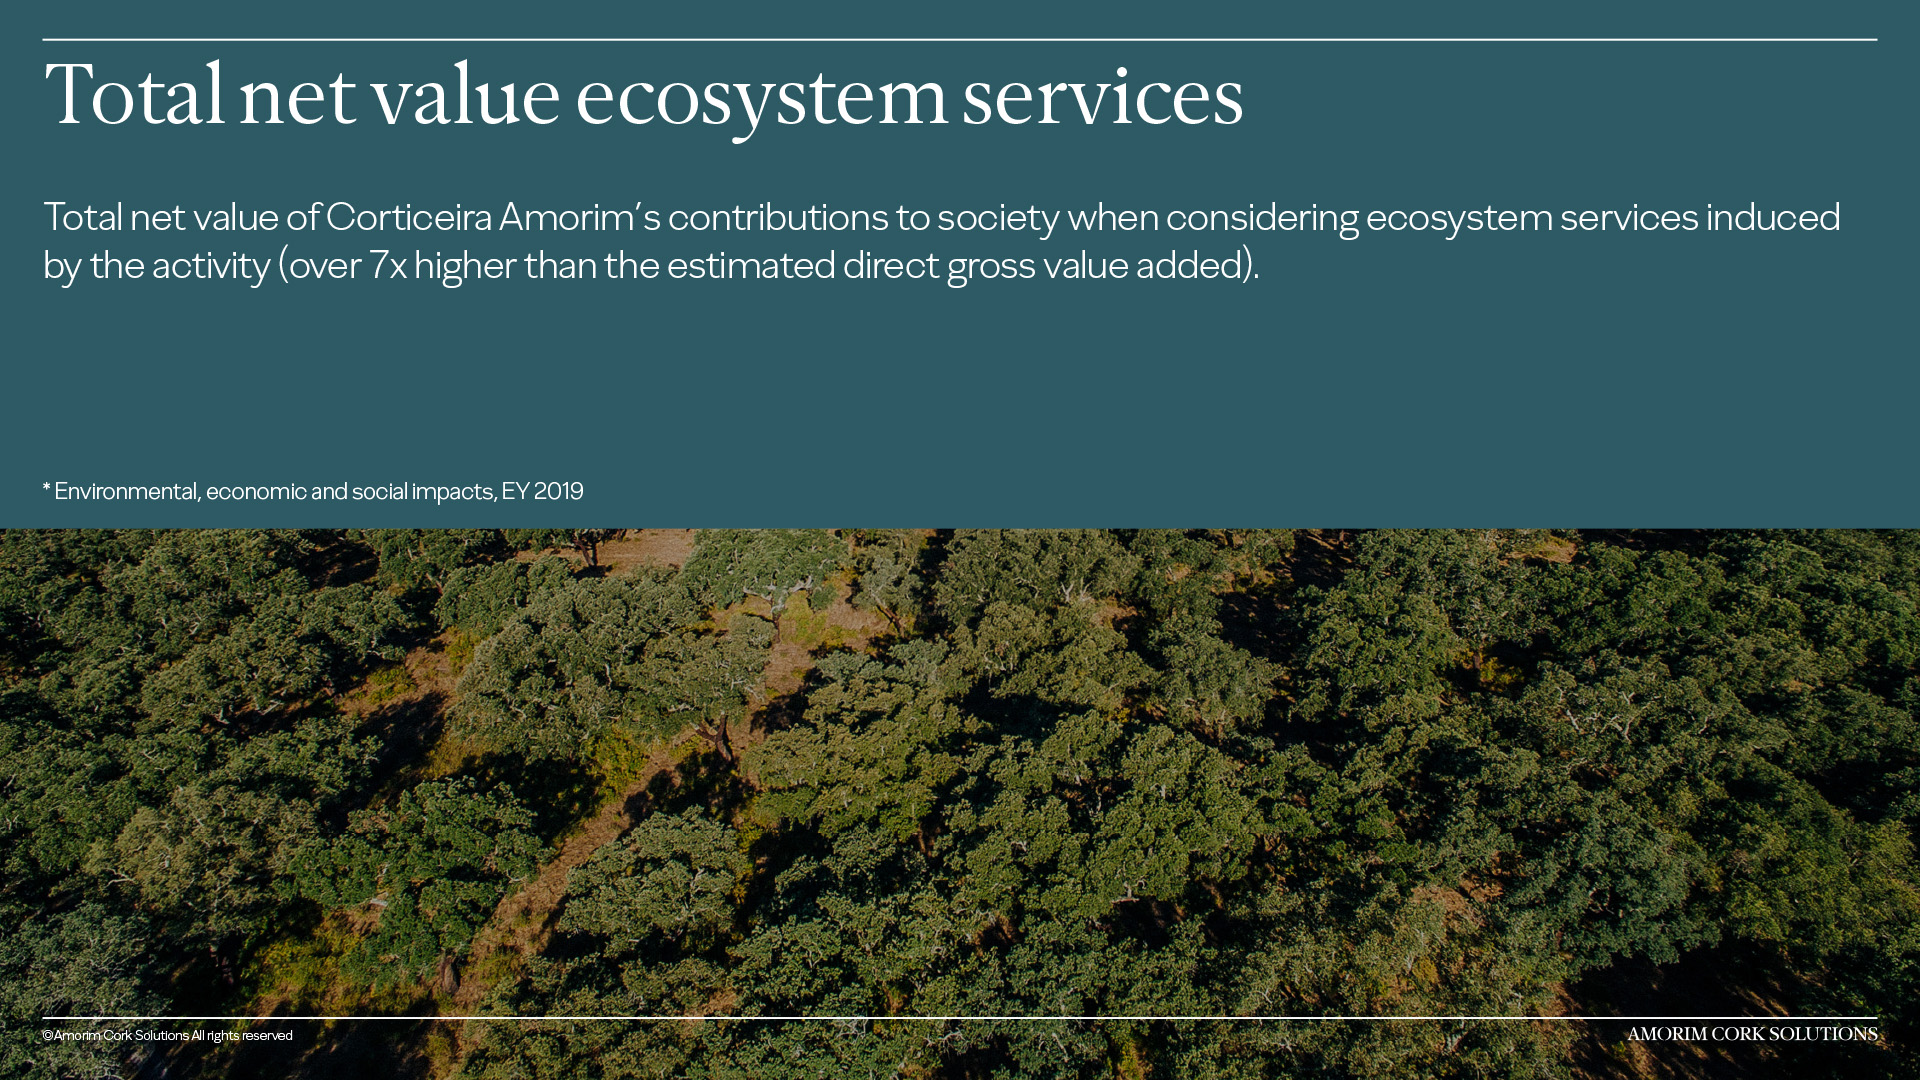 Total net value ecosystem services
Total net value of Corticeira Amorim’s contributions to society when considering ecosystem services induced
by the activity (over 7x higher than the estimated direct gross value added).
* Environmental, economic and social impacts, EY 2019
©Amorim Cork Solutions All rights reserved
AMORIM CORK SOLUTIONS